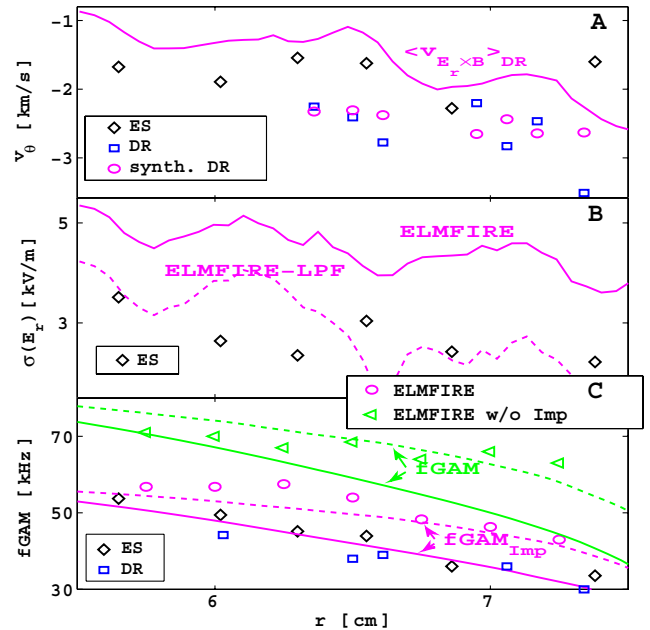 -1
A
<V_{E_r×B}>_{DR}
-2
-3
v_θ [km/s]
ES
DR
synth. DR
B
5
ELMFIRE
ELMFIRE-LPF
3
σ(E_r)[kV/m]
ES
ELMFIRE
ELMFIRE w/o Imp
C
70
fGAM
50
fGAM_{Imp}
30
fGAM [kHz]
ES
DR
6
7
r [cm]